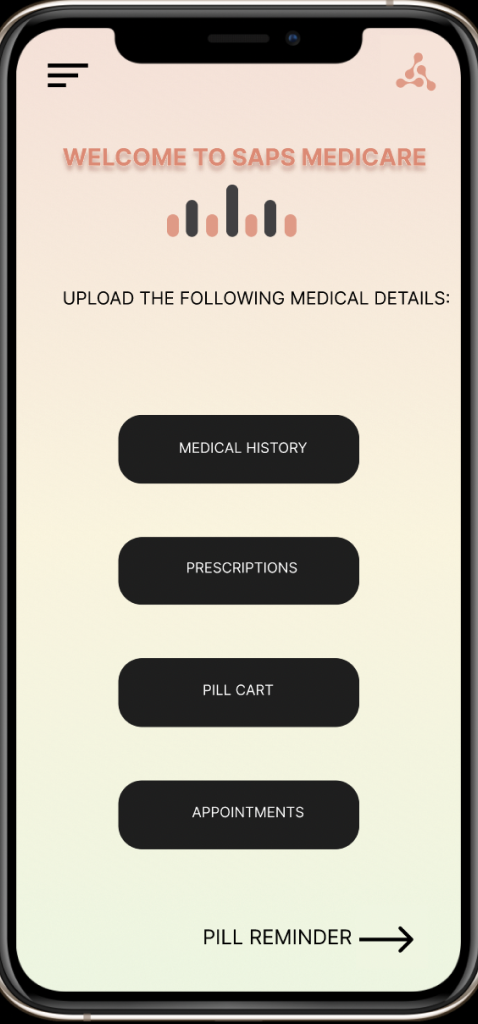 WELCOME TO SAPS MEDICARE
UPLOAD THE FOLLOWING MEDICAL DETAILS:
MEDICAL HISTORY
PRESCRIPTIONS
PILL CART
APPOINTMENTS
PILL REMINDER